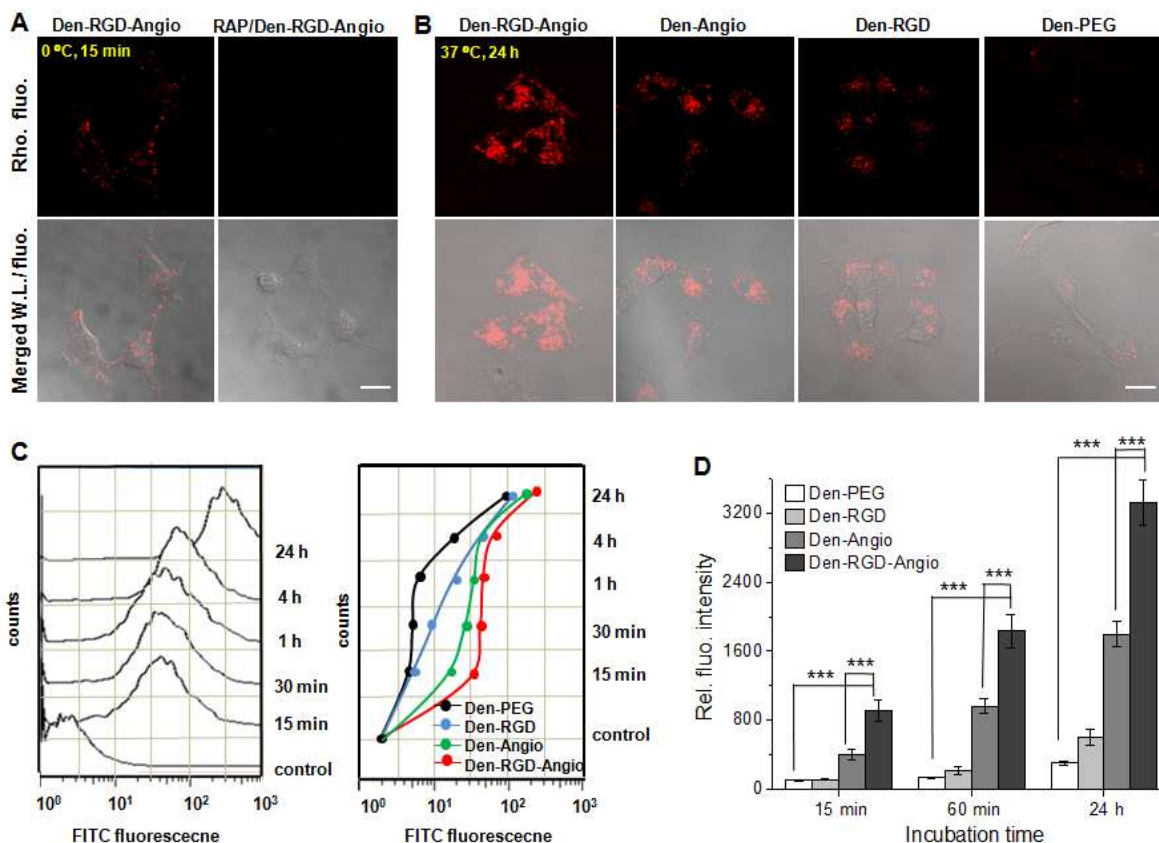 A
Den-RGD-Angio RAP/Den-RGD-Angio
0 ºC, 15 min
Rho. fluo.
Merged W.L./ fluo.
B
Den-RGD-Angio Den-Angio Den-RGD Den-PEG
37 ºC, 24 h
C
counts
24 h
4 h
1 h
30 min
15 min
control
10⁰ 10¹ 10² 10³
FITC fluorescecne
counts
24 h
4 h
1 h
30 min
15 min
control
Den-PEG
Den-RGD
Den-Angio
Den-RGD-Angio
10⁰ 10¹ 10² 10³
FITC fluorescecne
D
Rel. fluo. intensity
3200
2400
1600
800
0
Den-PEG
Den-RGD
Den-Angio
Den-RGD-Angio
*** ***
*** ***
*** ***
15 min 60 min 24 h
Incubation time